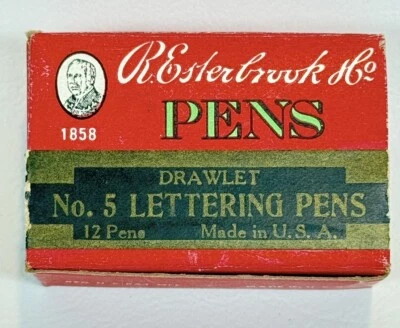 R. Esterbrook & Co
PENS
1858
DRAWLET
No. 5 LETTERING PENS
12 Pens Made in U. S. A.